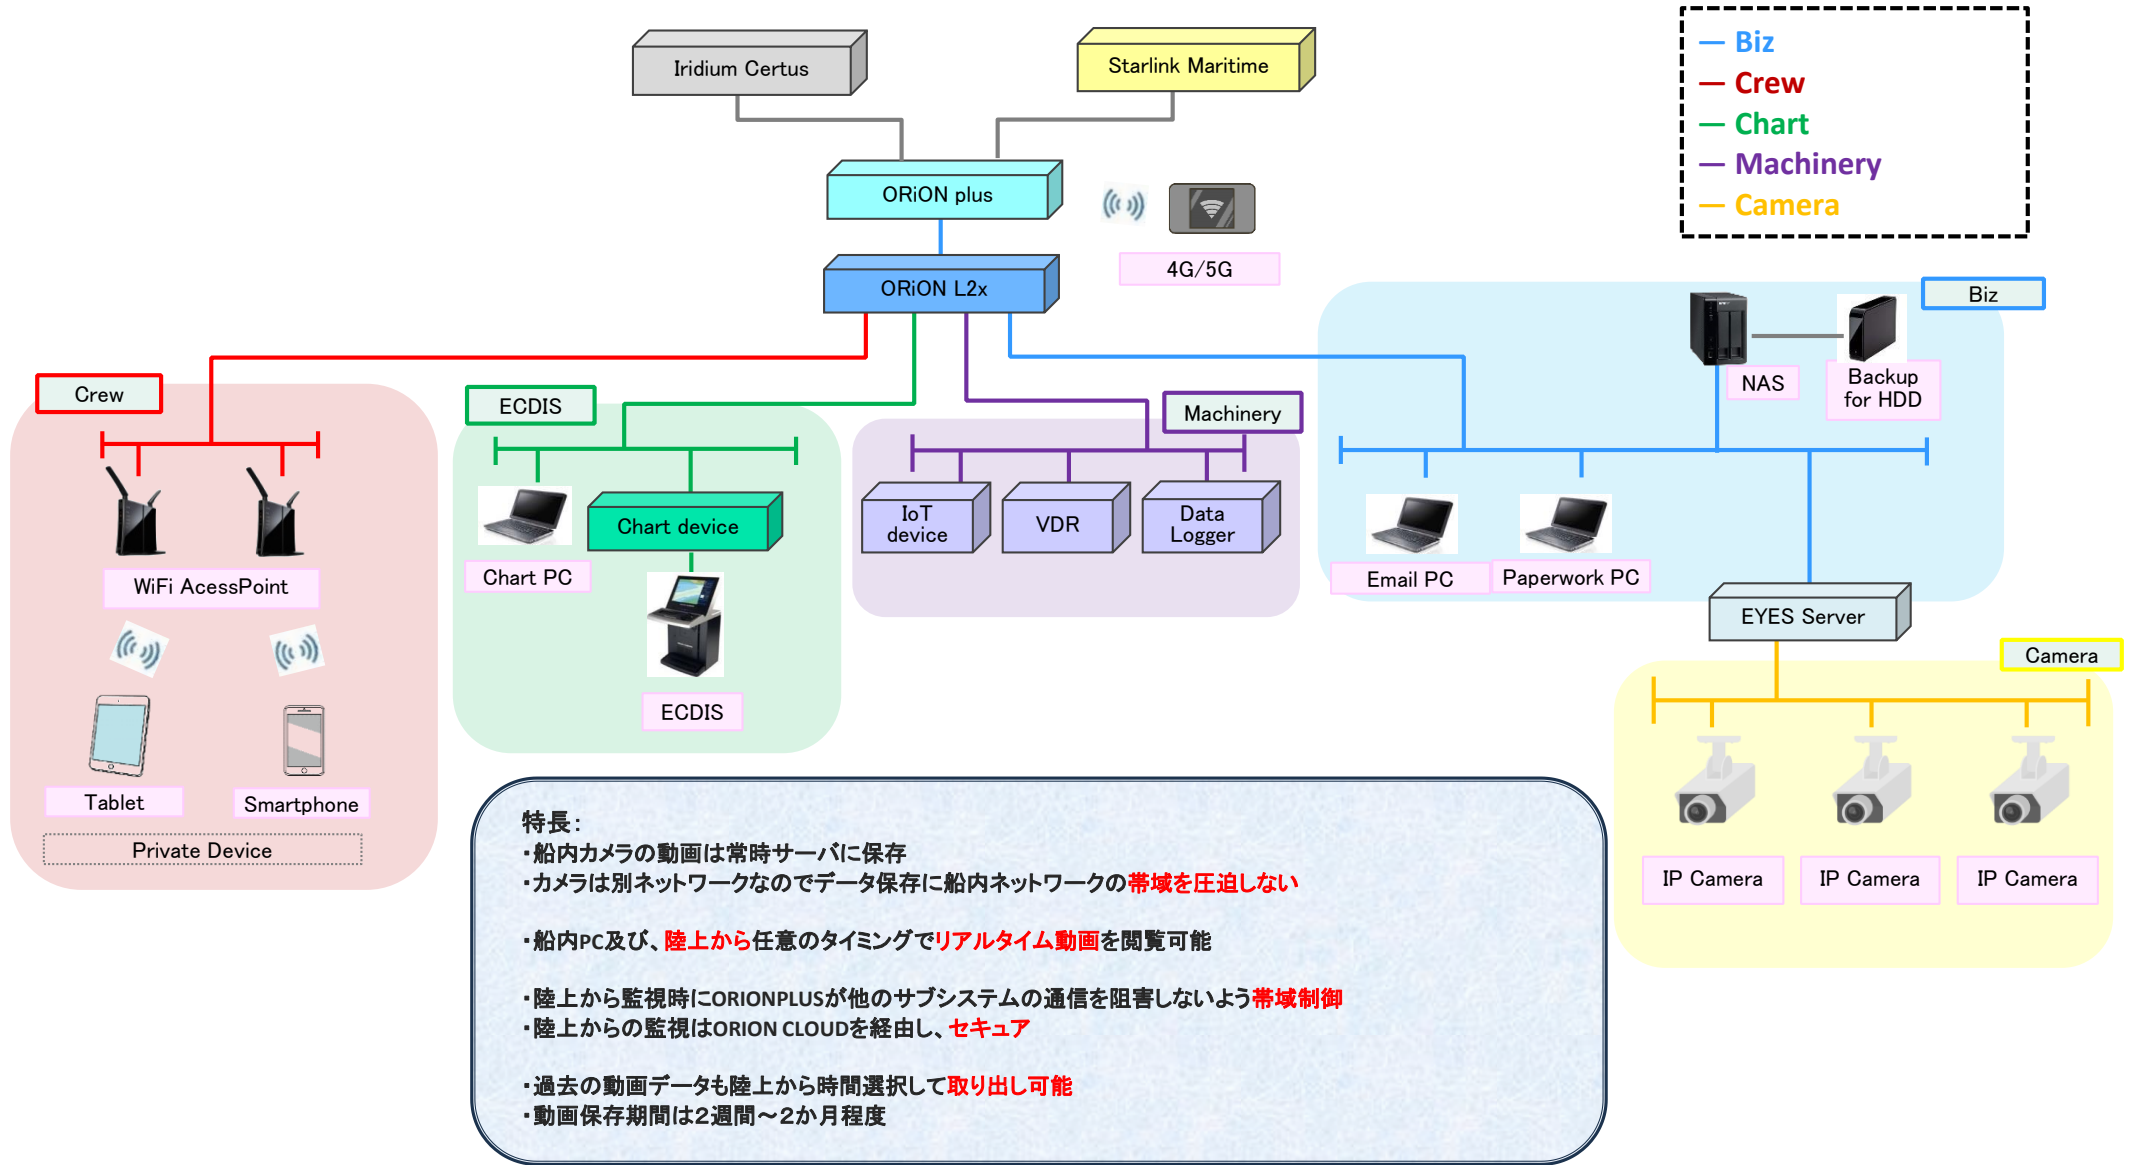 Iridium Certus
Starlink Maritime
Biz
Crew
Chart
Machinery
Camera
ORiON plus
4G/5G
ORiON L2x
Biz
NAS
Backup
for HDD
Crew
ECDIS
Machinery
WiFi AcessPoint
Chart PC
Chart device
ECDIS
IoT
device
VDR
Data
Logger
Email PC
Paperwork PC
EYES Server
Camera
Tablet
Smartphone
Private Device
IP Camera
IP Camera
IP Camera
特長：
・船内カメラの動画は常時サーバに保存
・カメラは別ネットワークなのでデータ保存に船内ネットワークの帯域を圧迫しない
・船内PC及び、陸上から任意のタイミングでリアルタイム動画を閲覧可能
・陸上から監視時にORIONPLUSが他のサブシステムの通信を阻害しないよう帯域制御
・陸上からの監視はORION CLOUDを経由し、セキュア
・過去の動画データも陸上から時間選択して取り出し可能
・動画保存期間は２週間～２か月程度